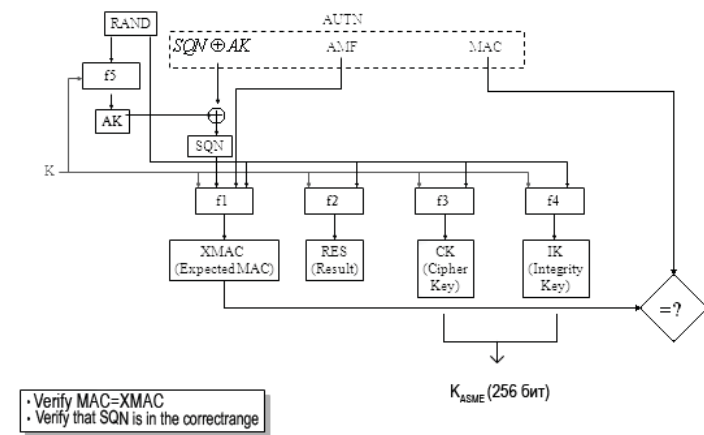 AUTN
RAND
SQN ⊕ AK
AMF
MAC
f5
AK
SQN
K
f1
f2
f3
f4
XMAC
(Expected MAC)
RES
(Result)
CK
(Cipher
Key)
IK
(Integrity
Key)
=?
K_ASME (256 бит)
· Verify MAC=XMAC
· Verify that SQN is in the correctrange